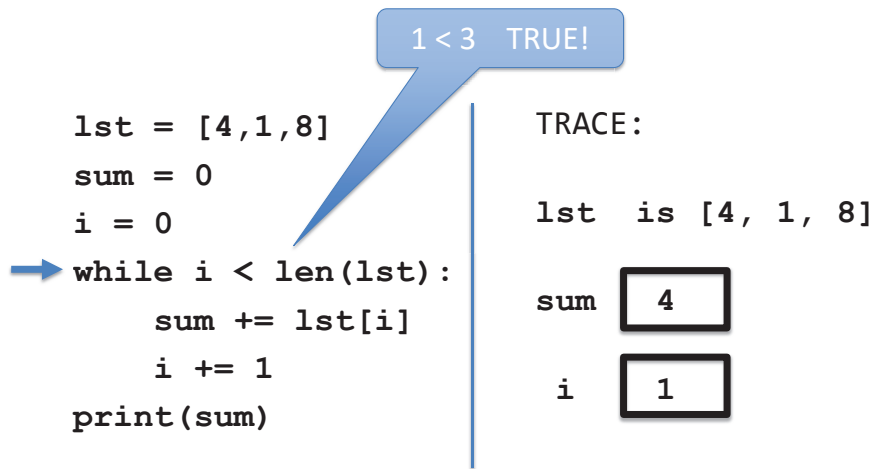 1 < 3 TRUE!
lst = [4,1,8]
sum = 0
i = 0
while i < len(lst):
    sum += lst[i]
    i += 1
print(sum)
TRACE:
lst is [4, 1, 8]
sum 4
i 1